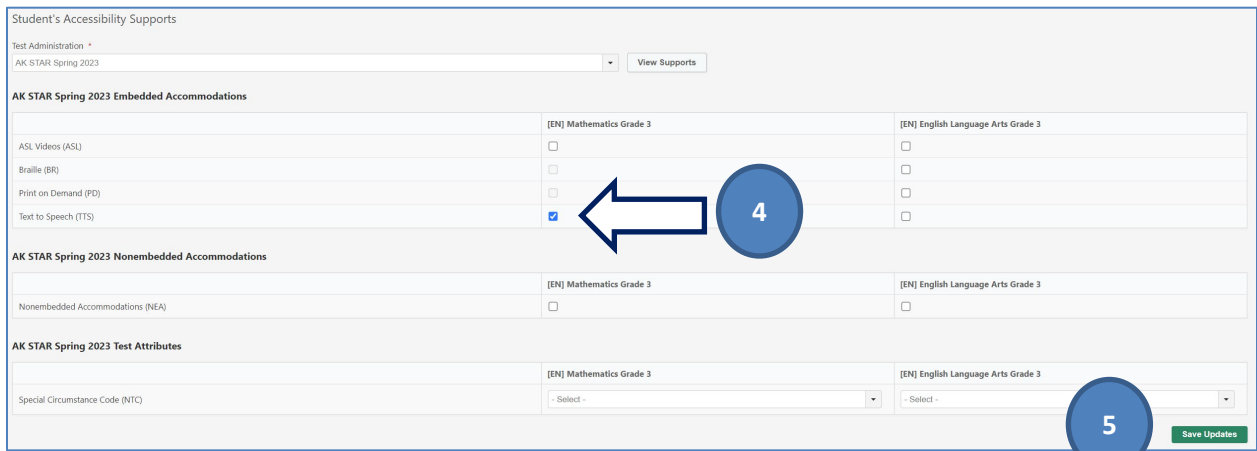 Student's Accessibility Supports
Test Administration *
AK STAR Spring 2023
View Supports
AK STAR Spring 2023 Embedded Accommodations
[EN] Mathematics Grade 3 [EN] English Language Arts Grade 3
ASL Videos (ASL)
Braille (BR)
Print on Demand (PD)
Text to Speech (TTS)
4
AK STAR Spring 2023 Nonembedded Accommodations
[EN] Mathematics Grade 3 [EN] English Language Arts Grade 3
Nonembedded Accommodations (NEA)
AK STAR Spring 2023 Test Attributes
[EN] Mathematics Grade 3 [EN] English Language Arts Grade 3
Special Circumstance Code (NTC) - Select - - Select -
5
Save Updates